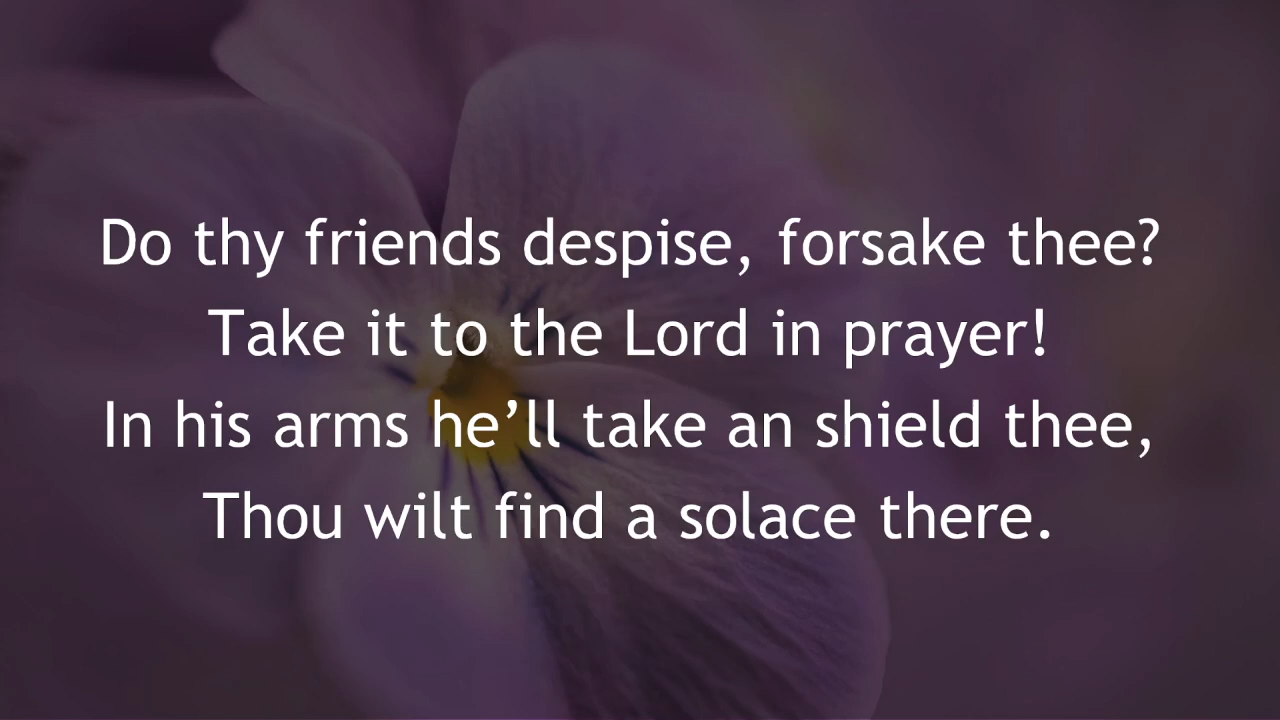 Do thy friends despise, forsake thee?
Take it to the Lord in prayer!
In his arms he’ll take an shield thee,
Thou wilt find a solace there.